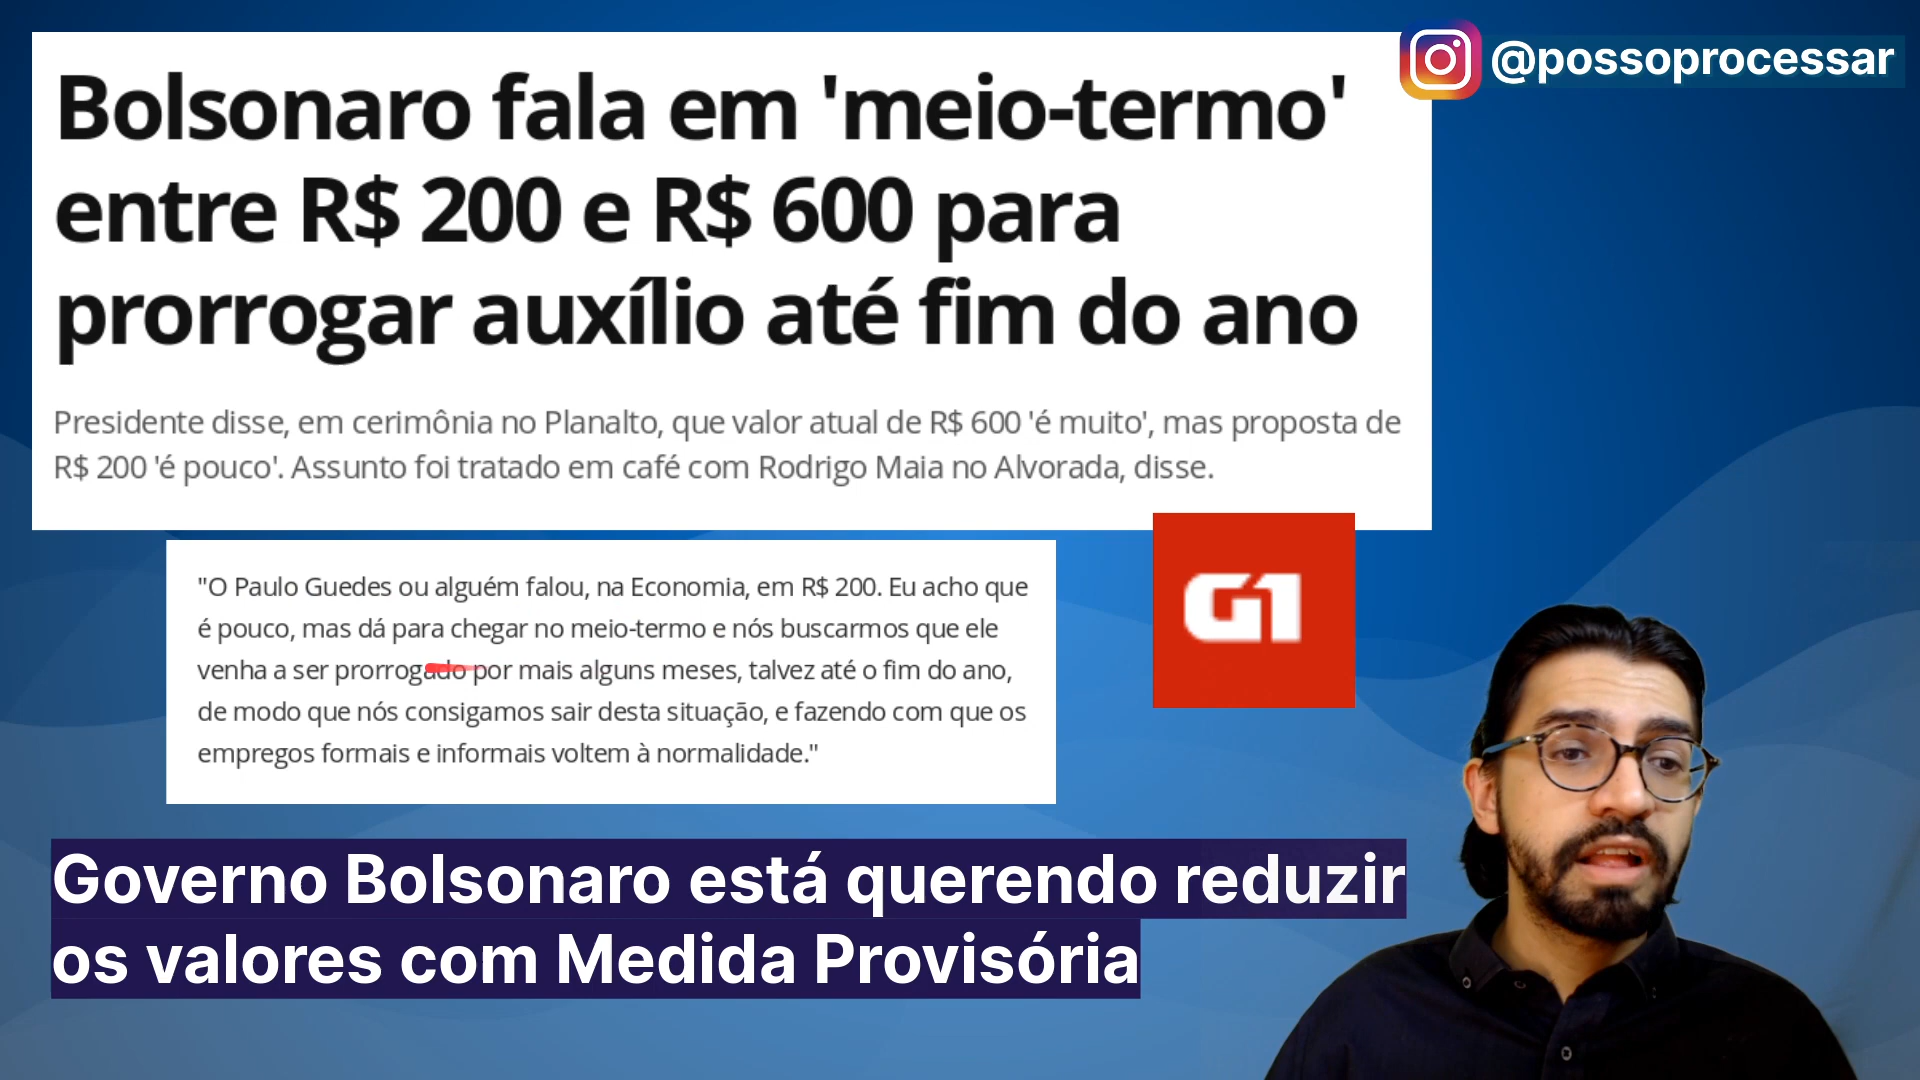 @possoprocessar
Bolsonaro fala em 'meio-termo'
entre R$ 200 e R$ 600 para
prorrogar auxílio até fim do ano
Presidente disse, em cerimônia no Planalto, que valor atual de R$ 600 'é muito', mas proposta de
R$ 200 'é pouco'. Assunto foi tratado em café com Rodrigo Maia no Alvorada, disse.
G1
"O Paulo Guedes ou alguém falou, na Economia, em R$ 200. Eu acho que
é pouco, mas dá para chegar no meio-termo e nós buscarmos que ele
venha a ser prorrogado por mais alguns meses, talvez até o fim do ano,
de modo que nós consigamos sair desta situação, e fazendo com que os
empregos formais e informais voltem à normalidade."
Governo Bolsonaro está querendo reduzir
os valores com Medida Provisória